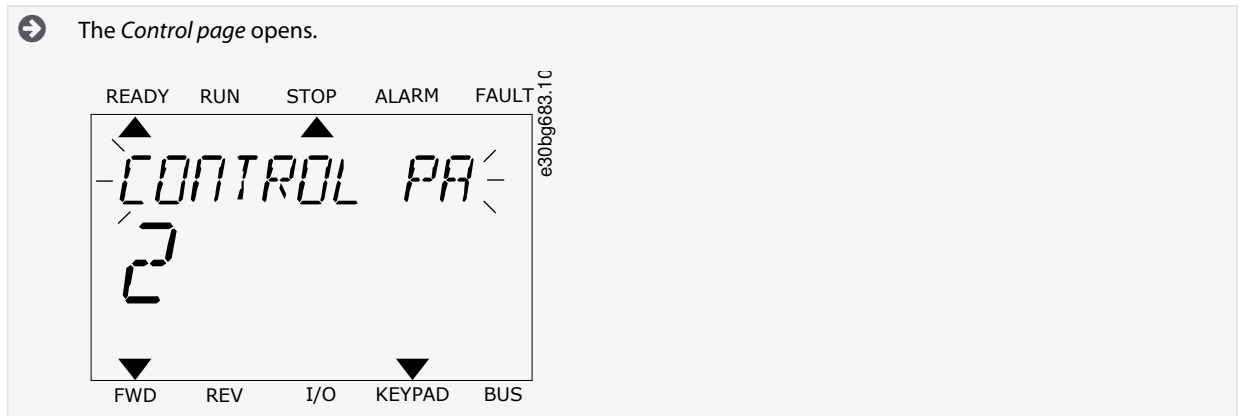 The Control page opens.
READY RUN STOP ALARM FAULT
CONTROL PA
2
FWD REV I/O KEYPAD BUS
e30bg683.10